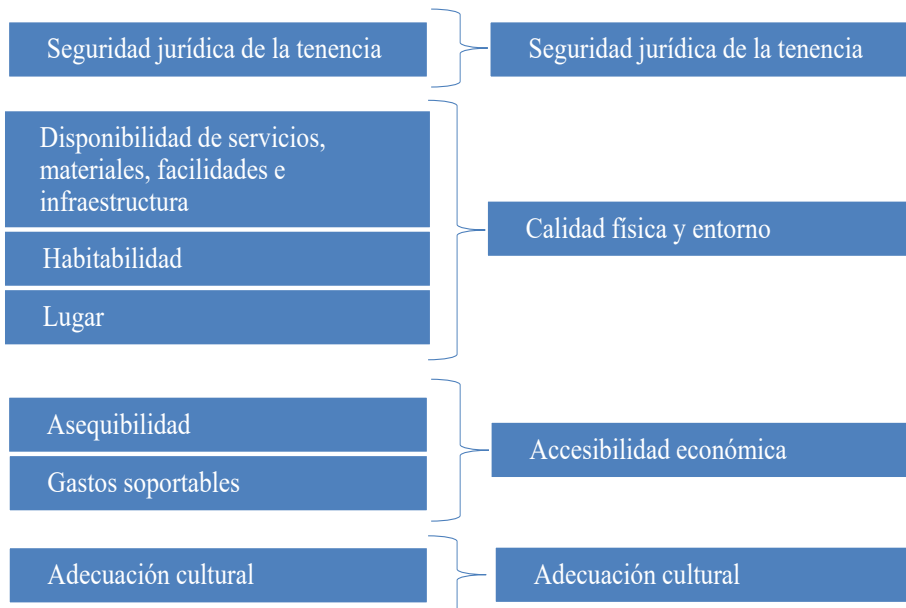 Seguridad jurídica de la tenencia
Seguridad jurídica de la tenencia
Disponibilidad de servicios,
materiales, facilidades e
infraestructura
Habitabilidad
Lugar
Calidad física y entorno
Asequibilidad
Gastos soportables
Accesibilidad económica
Adecuación cultural
Adecuación cultural